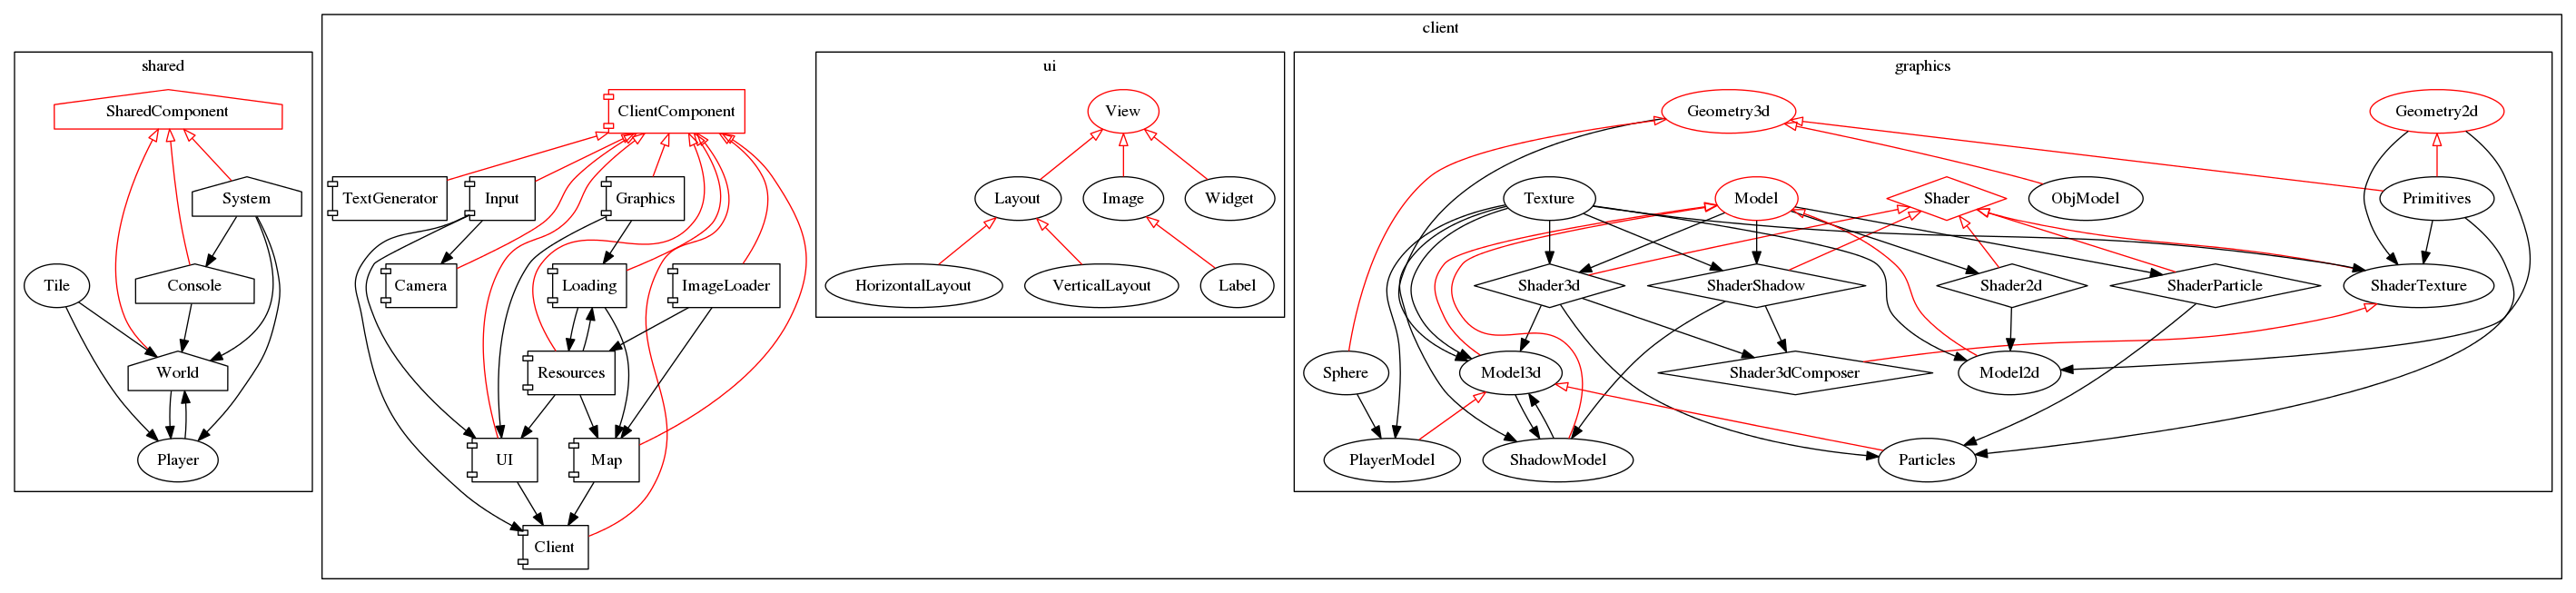 client
shared
ui
graphics
SharedComponent
ClientComponent
View
Geometry3d
Geometry2d
System
TextGenerator
Input
Graphics
Layout
Image
Widget
Texture
Model
Shader
ObjModel
Primitives
Tile
Console
Camera
Loading
ImageLoader
HorizontalLayout
VerticalLayout
Label
Shader3d
ShaderShadow
Shader2d
ShaderParticle
ShaderTexture
World
Resources
Sphere
Model3d
Shader3dComposer
Model2d
Player
UI
Map
PlayerModel
ShadowModel
Particles
Client